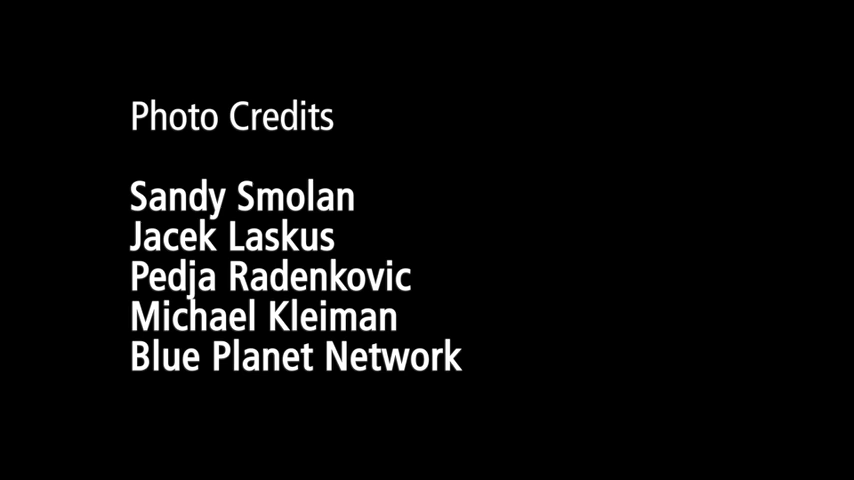 Photo Credits
Sandy Smolan
Jacek Laskus
Pedja Radenkovic
Michael Kleiman
Blue Planet Network